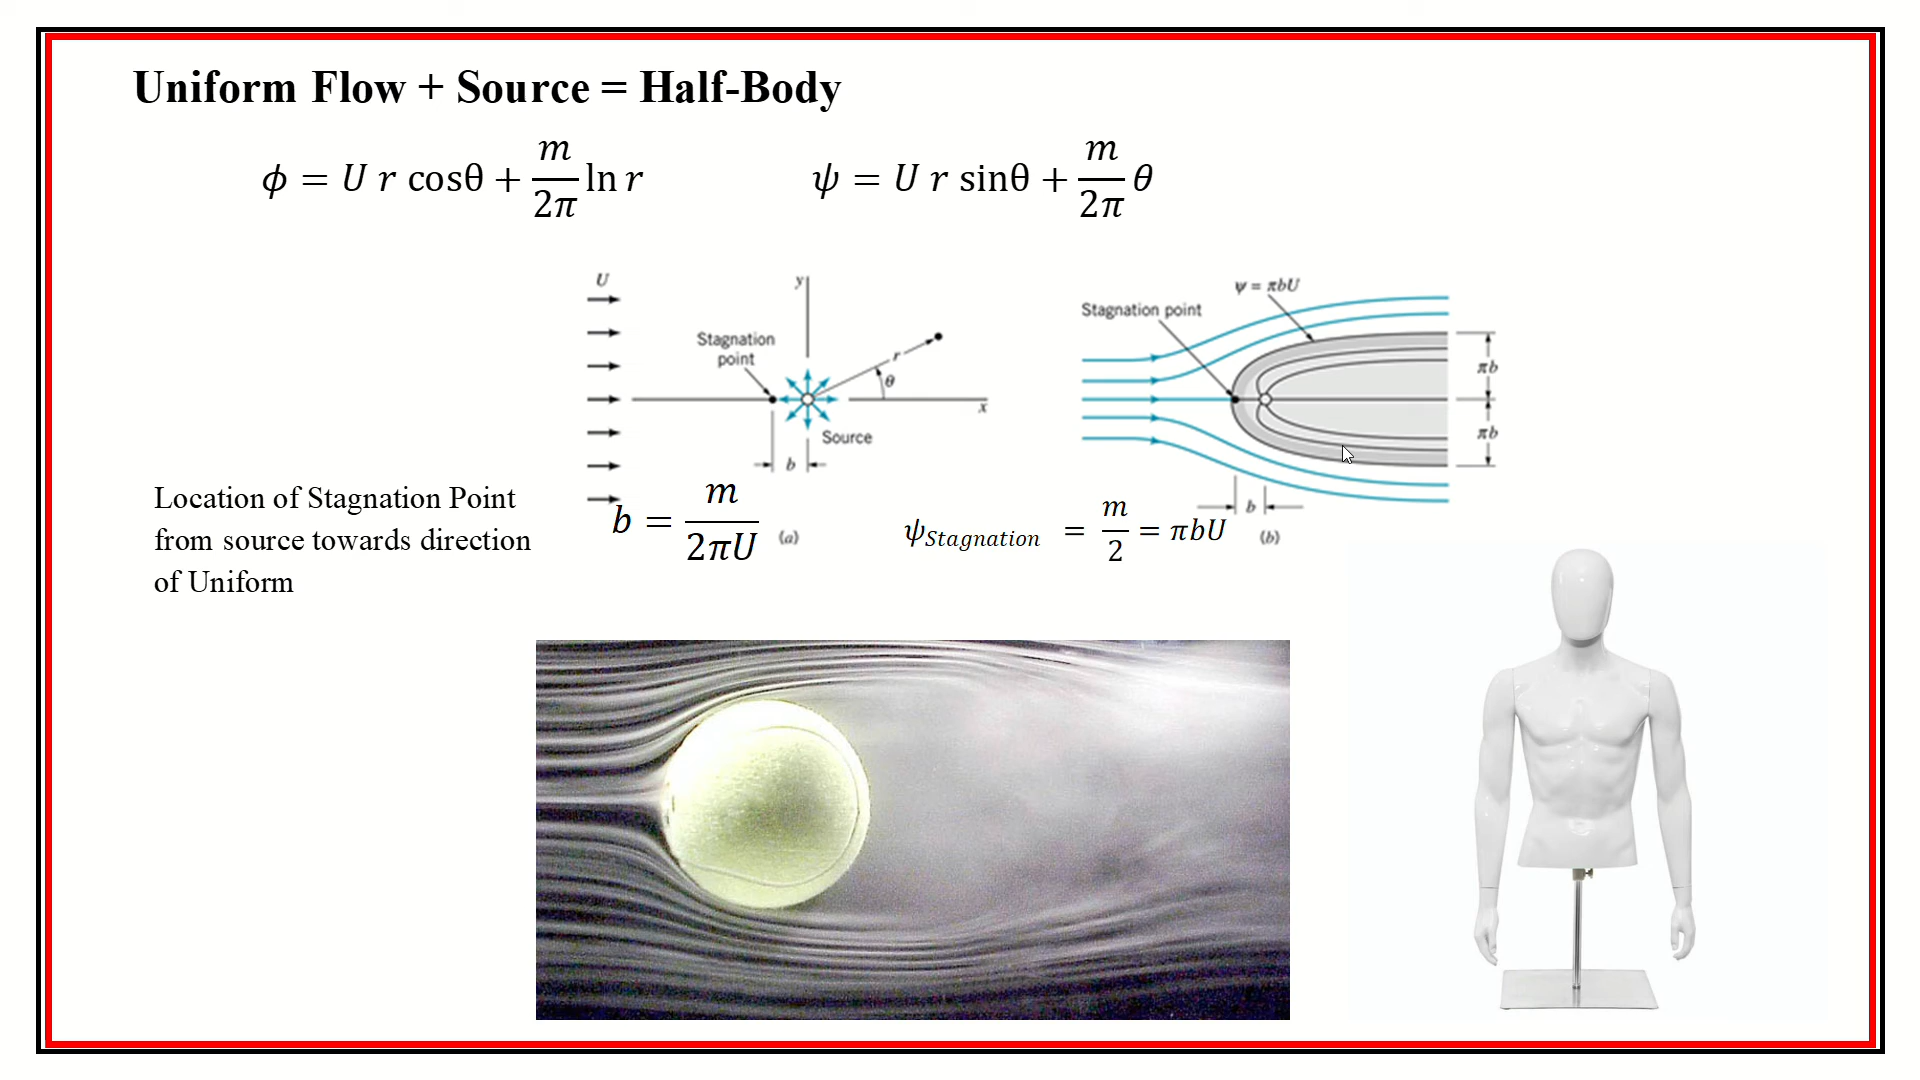 Uniform Flow + Source = Half-Body
ϕ = U r cosθ + m/2π ln r
ψ = U r sinθ + m/2π θ
U
y
Stagnation
point
r
θ
x
Source
b
ψ = πbU
Stagnation point
πb
πb
b
Location of Stagnation Point
from source towards direction
of Uniform
b = m/2πU
(a)
ψStagnation = m/2 = πbU
(b)